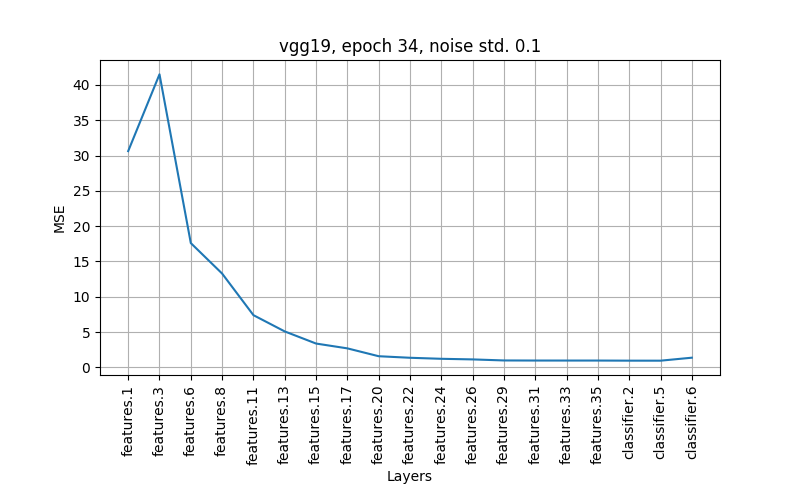 vgg19, epoch 34, noise std. 0.1
MSE
40
35
30
25
20
15
10
5
0
features.1
features.3
features.6
features.8
features.11
features.13
features.15
features.17
features.20
features.22
features.24
features.26
features.29
features.31
features.33
features.35
classifier.2
classifier.5
classifier.6
Layers